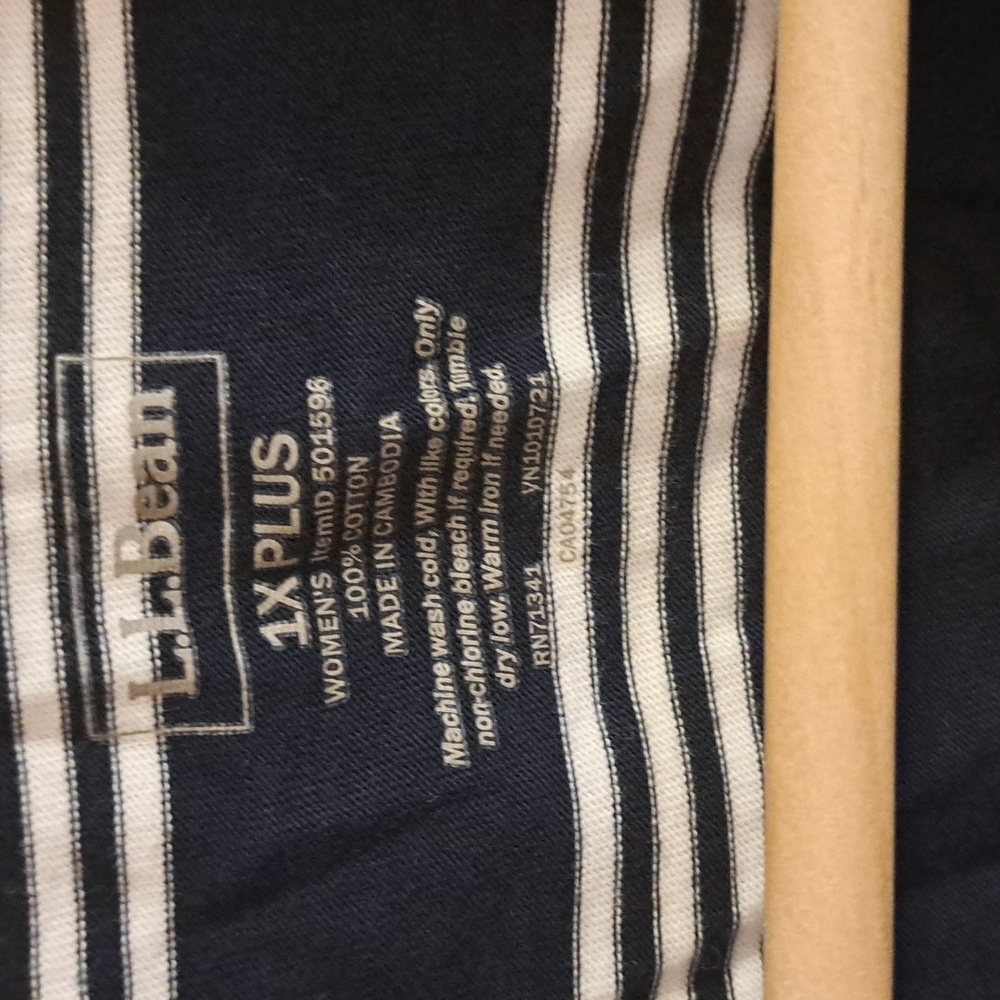 L.L.Bean
1X PLUS
WOMEN'S ItemID 501596
100% COTTON
MADE IN CAMBODIA
Machine wash cold, With like colors. Only
non-chlorine bleach if required, Tumble
dry low, Warm Iron if needed.
RN71341 VN1010721
CA04754